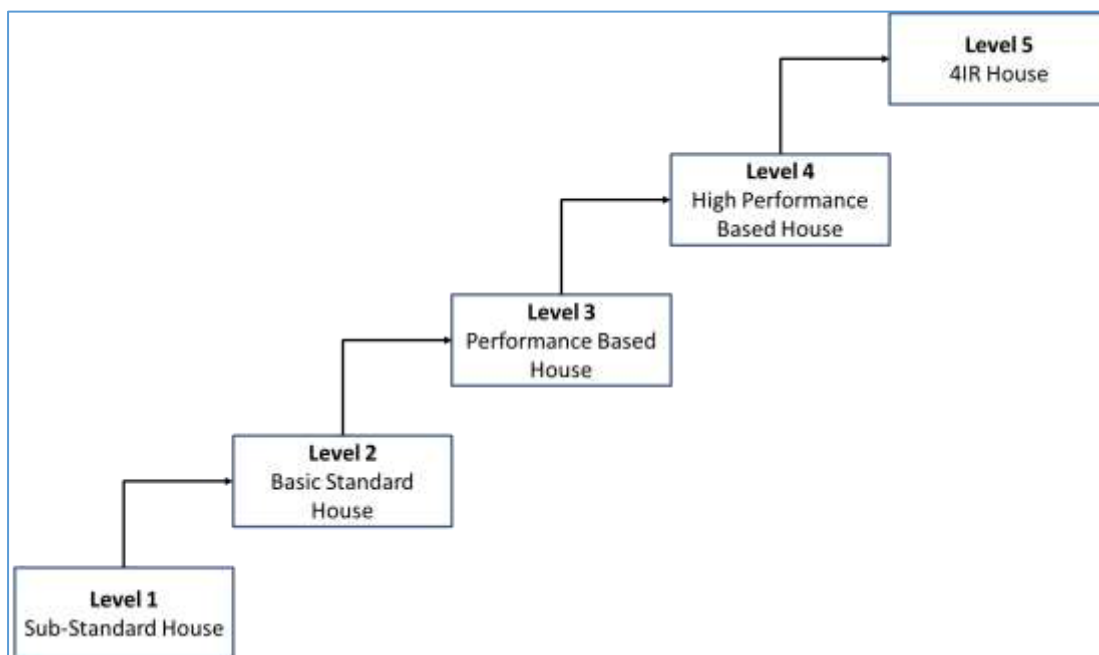 Level 5
4IR House
Level 4
High Performance
Based House
Level 3
Performance Based
House
Level 2
Basic Standard
House
Level 1
Sub-Standard House